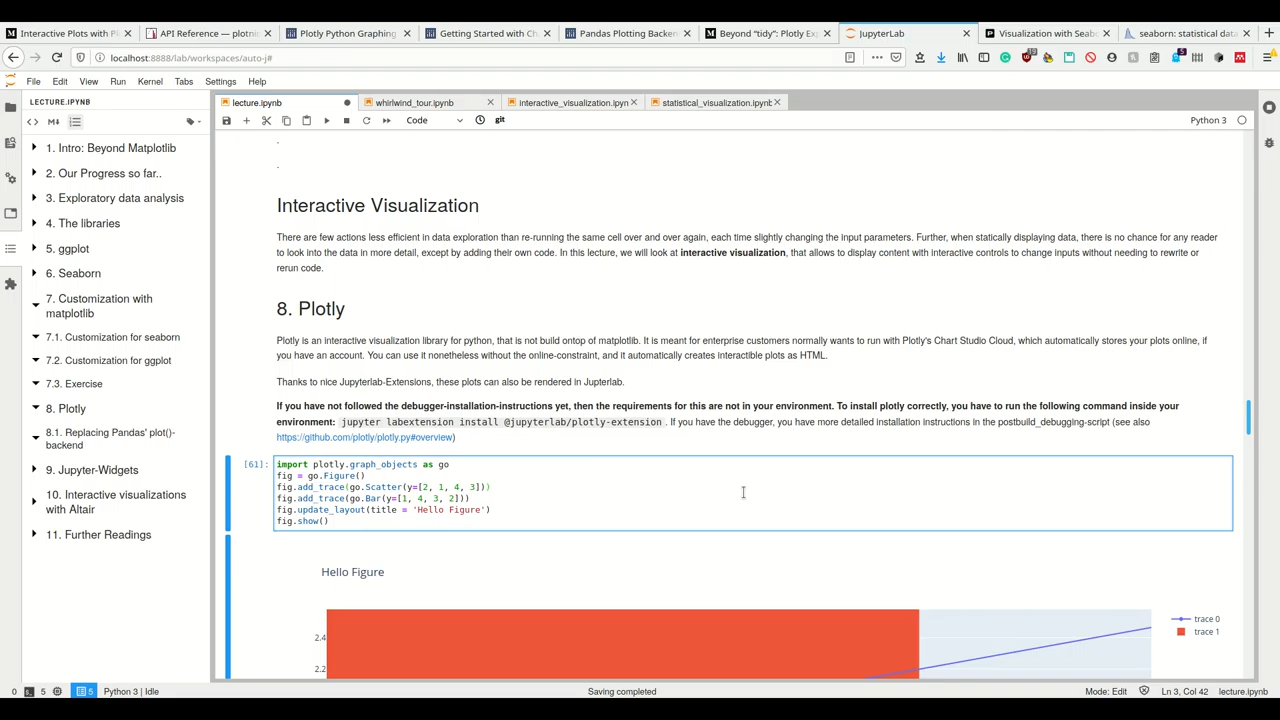 Interactive Plots with Pl
API Reference — plotni
Plotly Python Graphing
Getting Started with Ch
Pandas Plotting Backen
Beyond “tidy”: Plotly Exp
JupyterLab
Visualization with Seab
seaborn: statistical data
localhost:8888/lab/workspaces/auto-j#
File Edit View Run Kernel Tabs Settings Help
LECTURE.IPYNB
lecture.ipynb
whirlwind_tour.ipynb
interactive_visualization.ipyn
statistical_visualization.ipynb
Code
git
Python 3
1. Intro: Beyond Matplotlib
2. Our Progress so far..
3. Exploratory data analysis
4. The libraries
5. ggplot
6. Seaborn
7. Customization with
matplotlib
7.1. Customization for seaborn
7.2. Customization for ggplot
7.3. Exercise
8. Plotly
8.1. Replacing Pandas' plot()-
backend
9. Jupyter-Widgets
10. Interactive visualizations
with Altair
11. Further Readings
.
.
Interactive Visualization
There are few actions less efficient in data exploration than re-running the same cell over and over again, each time slightly changing the input parameters. Further, when statically displaying data, there is no chance for any reader
to look into the data in more detail, except by adding their own code. In this lecture, we will look at interactive visualization, that allows to display content with interactive controls to change inputs without needing to rewrite or
rerun code.
8. Plotly
Plotly is an interactive visualization library for python, that is not build ontop of matplotlib. It is meant for enterprise customers normally wants to run with Plotly's Chart Studio Cloud, which automatically stores your plots online, if
you have an account. You can use it nonetheless without the online-constraint, and it automatically creates interactible plots as HTML.
Thanks to nice Jupyterlab-Extensions, these plots can also be rendered in Jupterlab.
If you have not followed the debugger-installation-instructions yet, then the requirements for this are not in your environment. To install plotly correctly, you have to run the following command inside your
environment: jupyter labextension install @jupyterlab/plotly-extension . If you have the debugger, you have more detailed installation instructions in the postbuild_debugging-script (see also
https://github.com/plotly/plotly.py#overview)
[61]:
import plotly.graph_objects as go
fig = go.Figure()
fig.add_trace(go.Scatter(y=[2, 1, 4, 3]))
fig.add_trace(go.Bar(y=[1, 4, 3, 2]))
fig.update_layout(title = 'Hello Figure')
fig.show()
Hello Figure
2.4
2.2
trace 0
trace 1
0
5
5
Python 3 | Idle
Saving completed
Mode: Edit
Ln 3, Col 42
lecture.ipynb